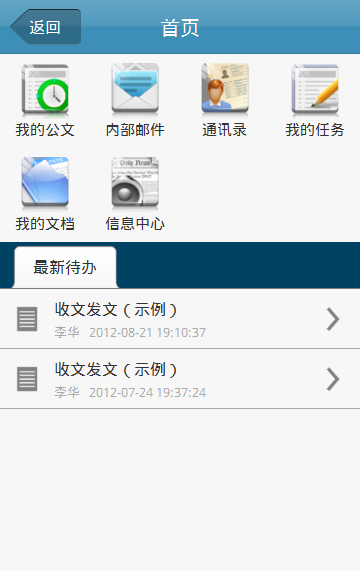 返回
首页
我的公文 内部邮件 通讯录 我的任务
Daily News
我的文档 信息中心
最新待办
收文发文（示例）
李华 2012-08-21 19:10:37
收文发文（示例）
李华 2012-07-24 19:37:24